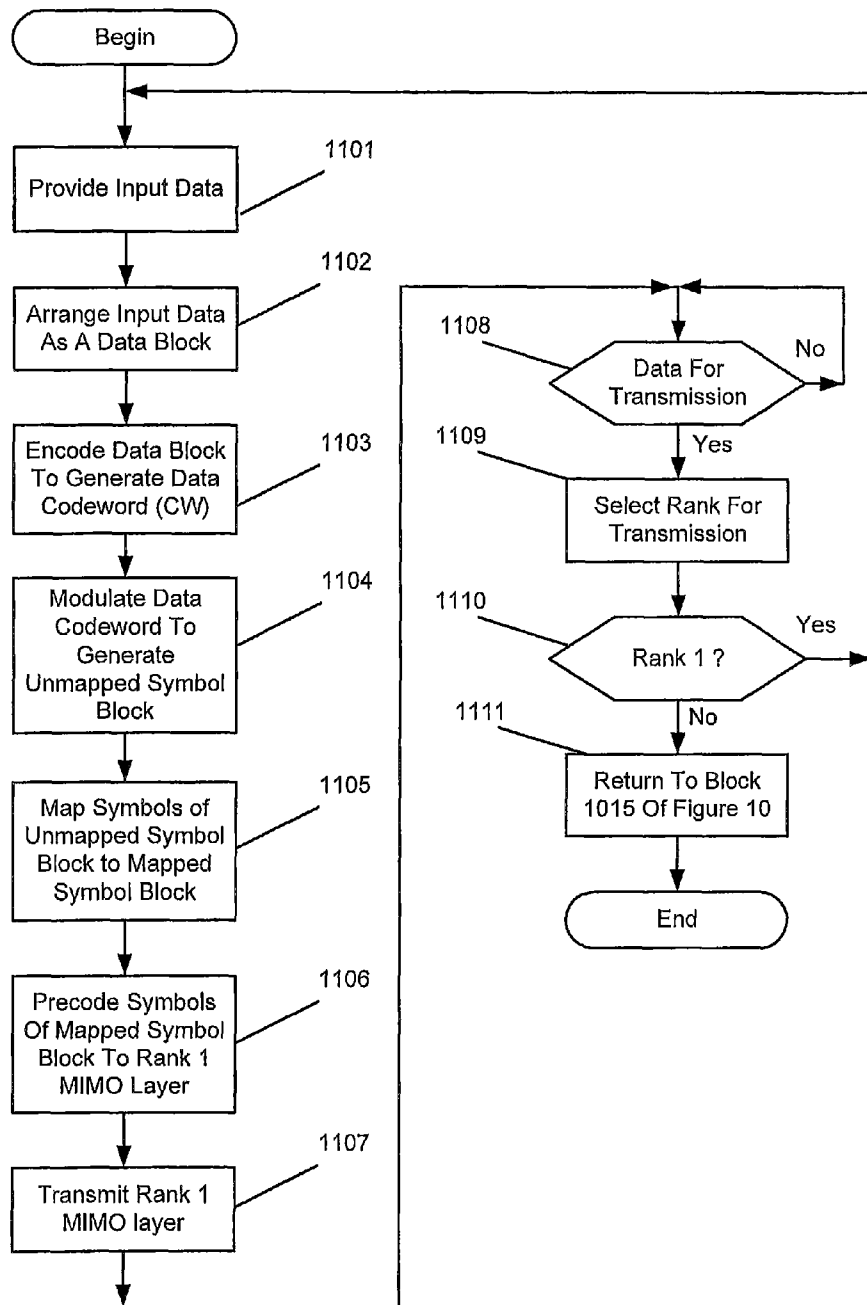 Begin
1101
Provide Input Data
1102
Arrange Input Data
As A Data Block
1103
Encode Data Block
To Generate Data
Codeword (CW)
1104
Modulate Data
Codeword To
Generate
Unmapped Symbol
Block
1105
Map Symbols of
Unmapped Symbol
Block to Mapped
Symbol Block
1106
Precode Symbols
Of Mapped Symbol
Block To Rank 1
MIMO Layer
1107
Transmit Rank 1
MIMO layer
1108
Data For
Transmission
No
Yes
1109
Select Rank For
Transmission
1110
Rank 1 ?
Yes
No
1111
Return To Block
1015 Of Figure 10
End